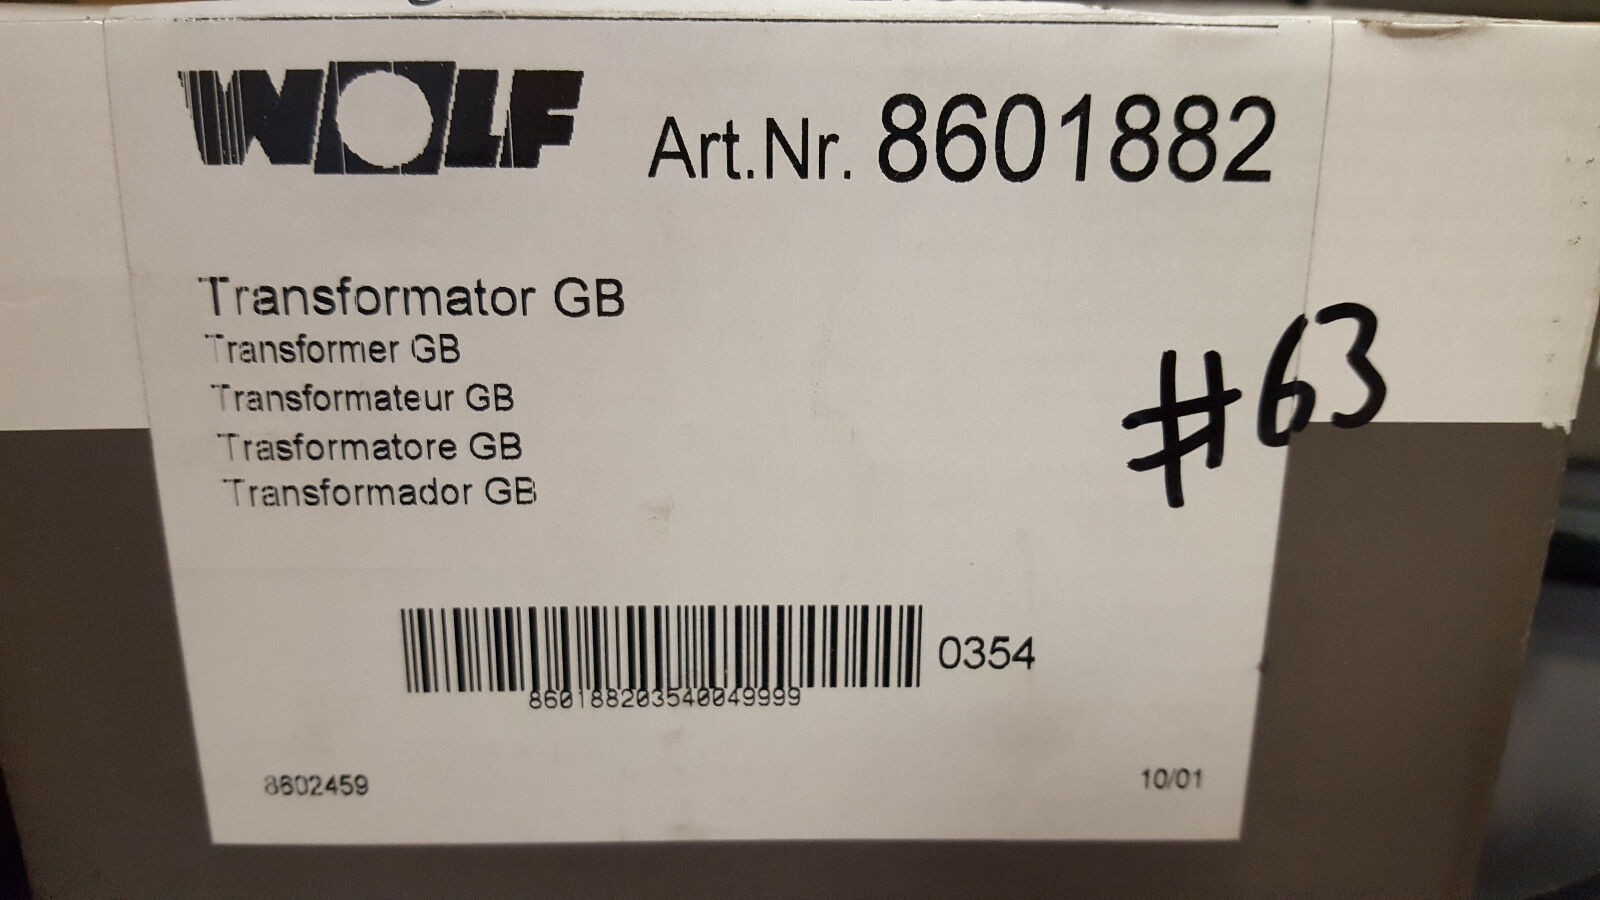 WOLF
Art.Nr. 8601882
Transformator GB
Transformer GB
Transformateur GB
Trasformatore GB
Transformador GB
#63
0354
860188203540049999
8602459
10/01